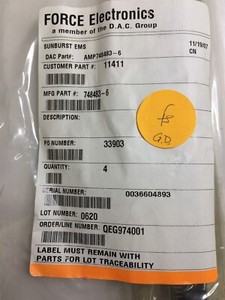 FORCE Electronics
a member of the D.A.C. Group
SUNBURST EMS
11/19/07
CN
DAC Part#: AMP748483-6
CUSTOMER PART #: 11411
MFG PART#: 748483-6
DESCRIPTION:
PO NUMBER: 33903
QUANTITY: 4
SERIAL NUMBER: 0036604893
LOT NUMBER: 0620
ORDER/LINE NUMBER: QEG974001
LABEL MUST REMAIN WITH
PARTS FOR LOT TRACEABILITY
G.D